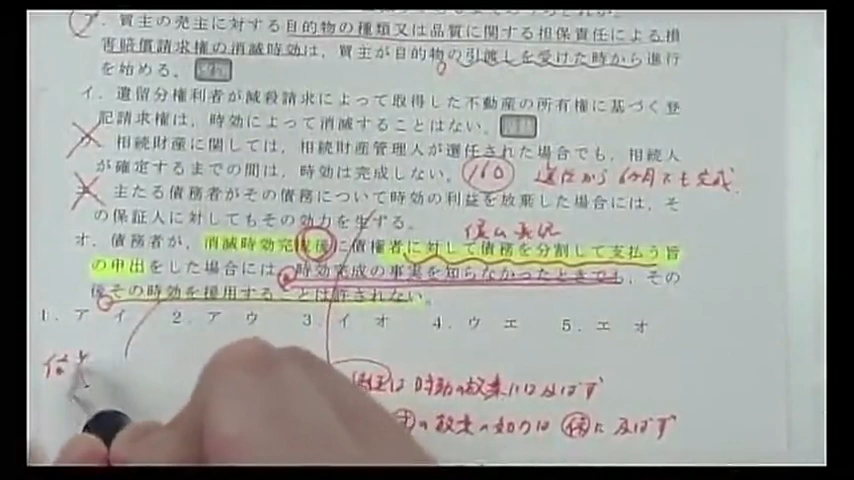 ア．買主の売主に対する目的物の種類又は品質に関する担保責任による損
害賠償請求権の消滅時効は，買主が目的物の引渡しを受けた時から進行
を始める。
イ．遺留分権利者が減殺請求によって取得した不動産の所有権に基づく登
記請求権は，時効によって消滅することはない。
相続財産に関しては，相続財産管理人が選任された場合でも，相続人
が確定するまでの間は，時効は完成しない。 160 選任から6ヶ月でも完成
主たる債務者がその債務について時効の利益を放棄した場合には，そ
の保証人に対してもその効力を生ずる。
オ．債務者が，消滅時効完成後に債権者に対して債務を分割して支払う旨
の申出をした場合には，時効完成の事実を知らなかったときでも，その
後その時効を援用することは許されない。
1．ア イ 2．ア ウ 3．イ オ 4．ウ エ 5．エ オ
は時効の故意には及ばず
の故意の効力は 保 に及ばず